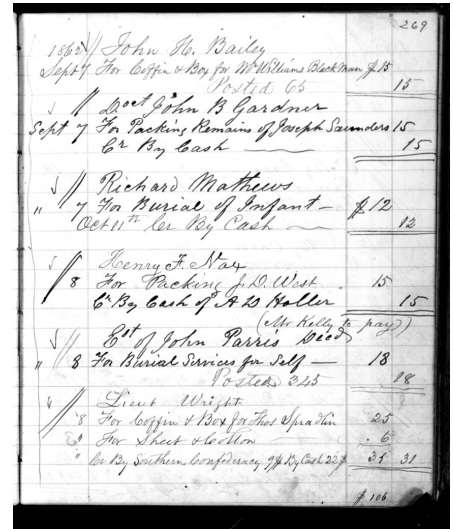 269
1862 // John H. Bailey
Sept 7 For Coffin & Box for Mr Williams Black Man $15
Posted 65 15
// Doct John B Gardner
Sept 7 For Packing Remains of Joseph Saunders 15
Cr By Cash 15
// Richard Mathews
" 7 For Burial of Infant — $12
Oct 11th Cr By Cash 12
// Henry F.
8 For Packing J. D. West 15
Cr By Cash of A D Holler 15
(Mr Kelly to pay)
// Est of John Parris Decd
" 8 For Burial Services for Self — 18
Posted 345 18
" // Lieut Wright
8 For Coffin & Box for Thos Spradlin 25
" For Sheet & Cotton 6
" Cr By Southern Confederacy 9$ By Cash 22$ 31 31
$106